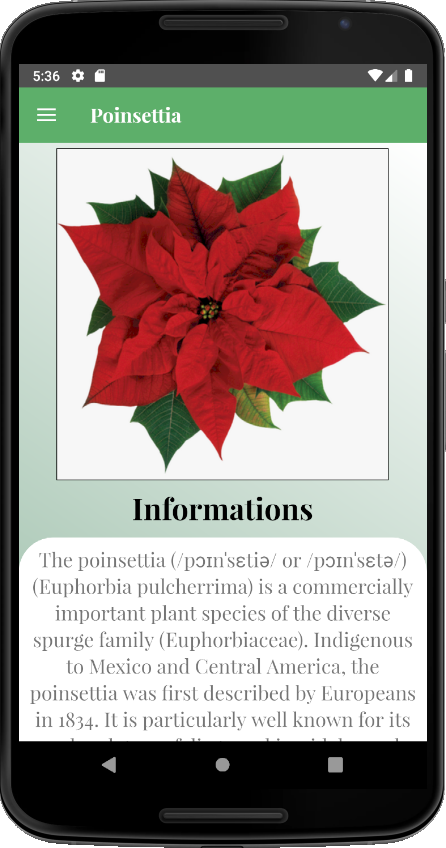 5:36
Poinsettia
Informations
The poinsettia (/pɔɪnˈsɛtiə/ or /pɔɪnˈsɛtə/)
(Euphorbia pulcherrima) is a commercially
important plant species of the diverse
spurge family (Euphorbiaceae). Indigenous
to Mexico and Central America, the
poinsettia was first described by Europeans
in 1834. It is particularly well known for its